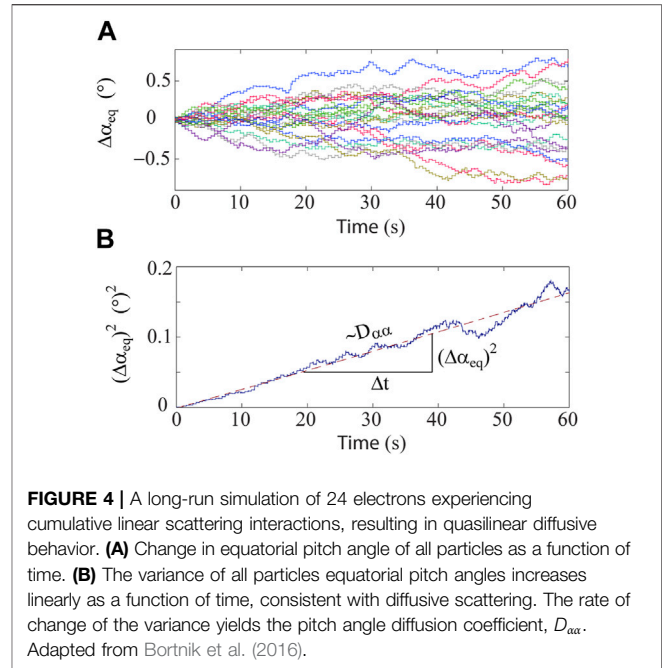 A
Δα_eq (°)
0.5
0
−0.5
0 10 20 30 40 50 60
Time (s)
B
(Δα_eq)² (°)²
0.2
0.1
0
~D_αα
(Δα_eq)²
Δt
0 10 20 30 40 50 60
Time (s)
FIGURE 4 | A long-run simulation of 24 electrons experiencing
cumulative linear scattering interactions, resulting in quasilinear diffusive
behavior. (A) Change in equatorial pitch angle of all particles as a function of
time. (B) The variance of all particles equatorial pitch angles increases
linearly as a function of time, consistent with diffusive scattering. The rate of
change of the variance yields the pitch angle diffusion coefficient, D_αα.
Adapted from Bortnik et al. (2016).